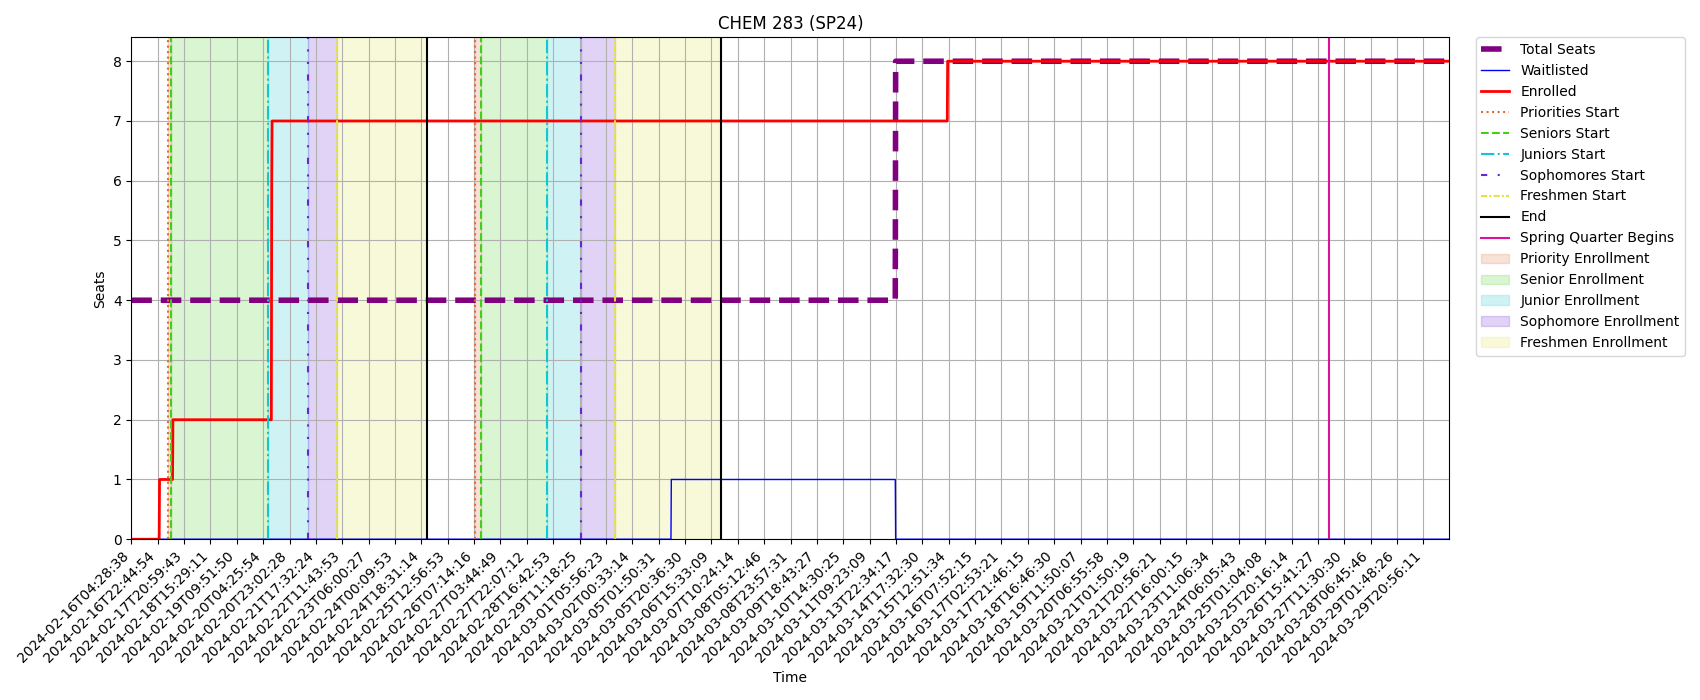 CHEM 283 (SP24)
Seats
8
7
6
5
4
3
2
1
0
2024-02-16T04:28:38
2024-02-16T22:44:54
2024-02-17T20:59:43
2024-02-18T15:29:11
2024-02-19T09:51:50
2024-02-20T04:25:54
2024-02-20T23:02:28
2024-02-21T17:32:24
2024-02-22T11:43:53
2024-02-23T06:00:27
2024-02-24T00:09:53
2024-02-24T18:31:14
2024-02-25T12:56:53
2024-02-26T07:14:16
2024-02-27T03:44:49
2024-02-27T22:07:12
2024-02-28T16:42:53
2024-02-29T11:18:25
2024-03-01T05:56:23
2024-03-02T00:33:14
2024-03-05T01:50:31
2024-03-05T20:36:30
2024-03-06T15:33:09
2024-03-07T10:24:14
2024-03-08T05:12:46
2024-03-08T23:57:31
2024-03-09T18:43:27
2024-03-10T14:30:25
2024-03-11T09:23:09
2024-03-13T22:34:17
2024-03-14T17:32:30
2024-03-15T12:51:34
2024-03-16T07:52:15
2024-03-17T02:53:21
2024-03-17T21:46:15
2024-03-18T16:46:30
2024-03-19T11:50:07
2024-03-20T06:55:58
2024-03-21T01:50:19
2024-03-21T20:56:21
2024-03-22T16:00:15
2024-03-23T11:06:34
2024-03-24T06:05:43
2024-03-25T01:04:08
2024-03-25T20:16:14
2024-03-26T15:41:27
2024-03-27T11:30:30
2024-03-28T06:45:46
2024-03-29T01:48:26
2024-03-29T20:56:11
Time
Total Seats
Waitlisted
Enrolled
Priorities Start
Seniors Start
Juniors Start
Sophomores Start
Freshmen Start
End
Spring Quarter Begins
Priority Enrollment
Senior Enrollment
Junior Enrollment
Sophomore Enrollment
Freshmen Enrollment